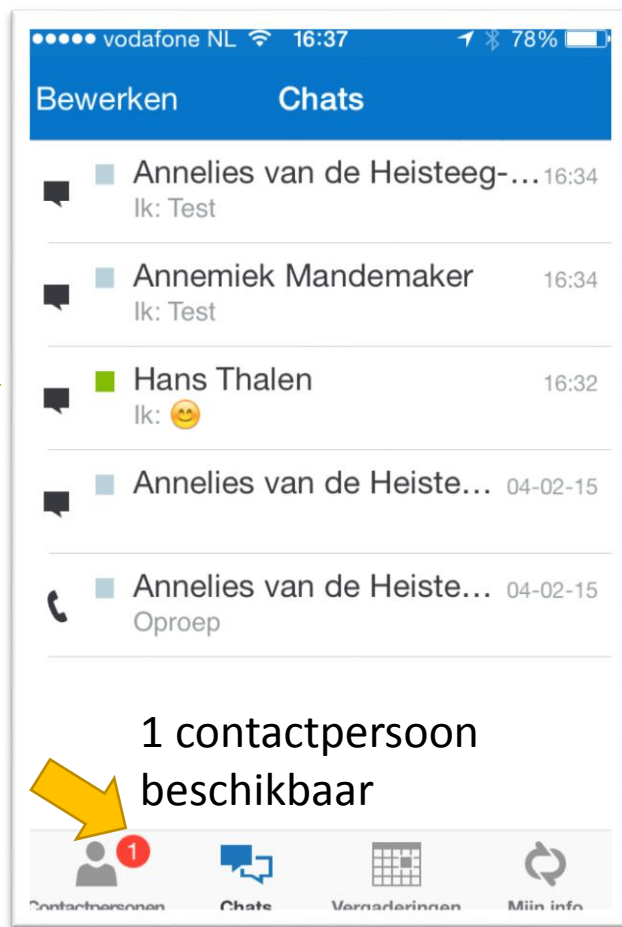 vodafone NL 16:37 78%
Bewerken Chats
Annelies van de Heisteeg-... 16:34
Ik: Test
Annemiek Mandemaker 16:34
Ik: Test
Hans Thalen 16:32
Ik: 😊
Annelies van de Heiste... 04-02-15
Annelies van de Heiste... 04-02-15
Oproep
1 contactpersoon
beschikbaar
1
Contactpersonen Chats Vergaderingen Mijn info